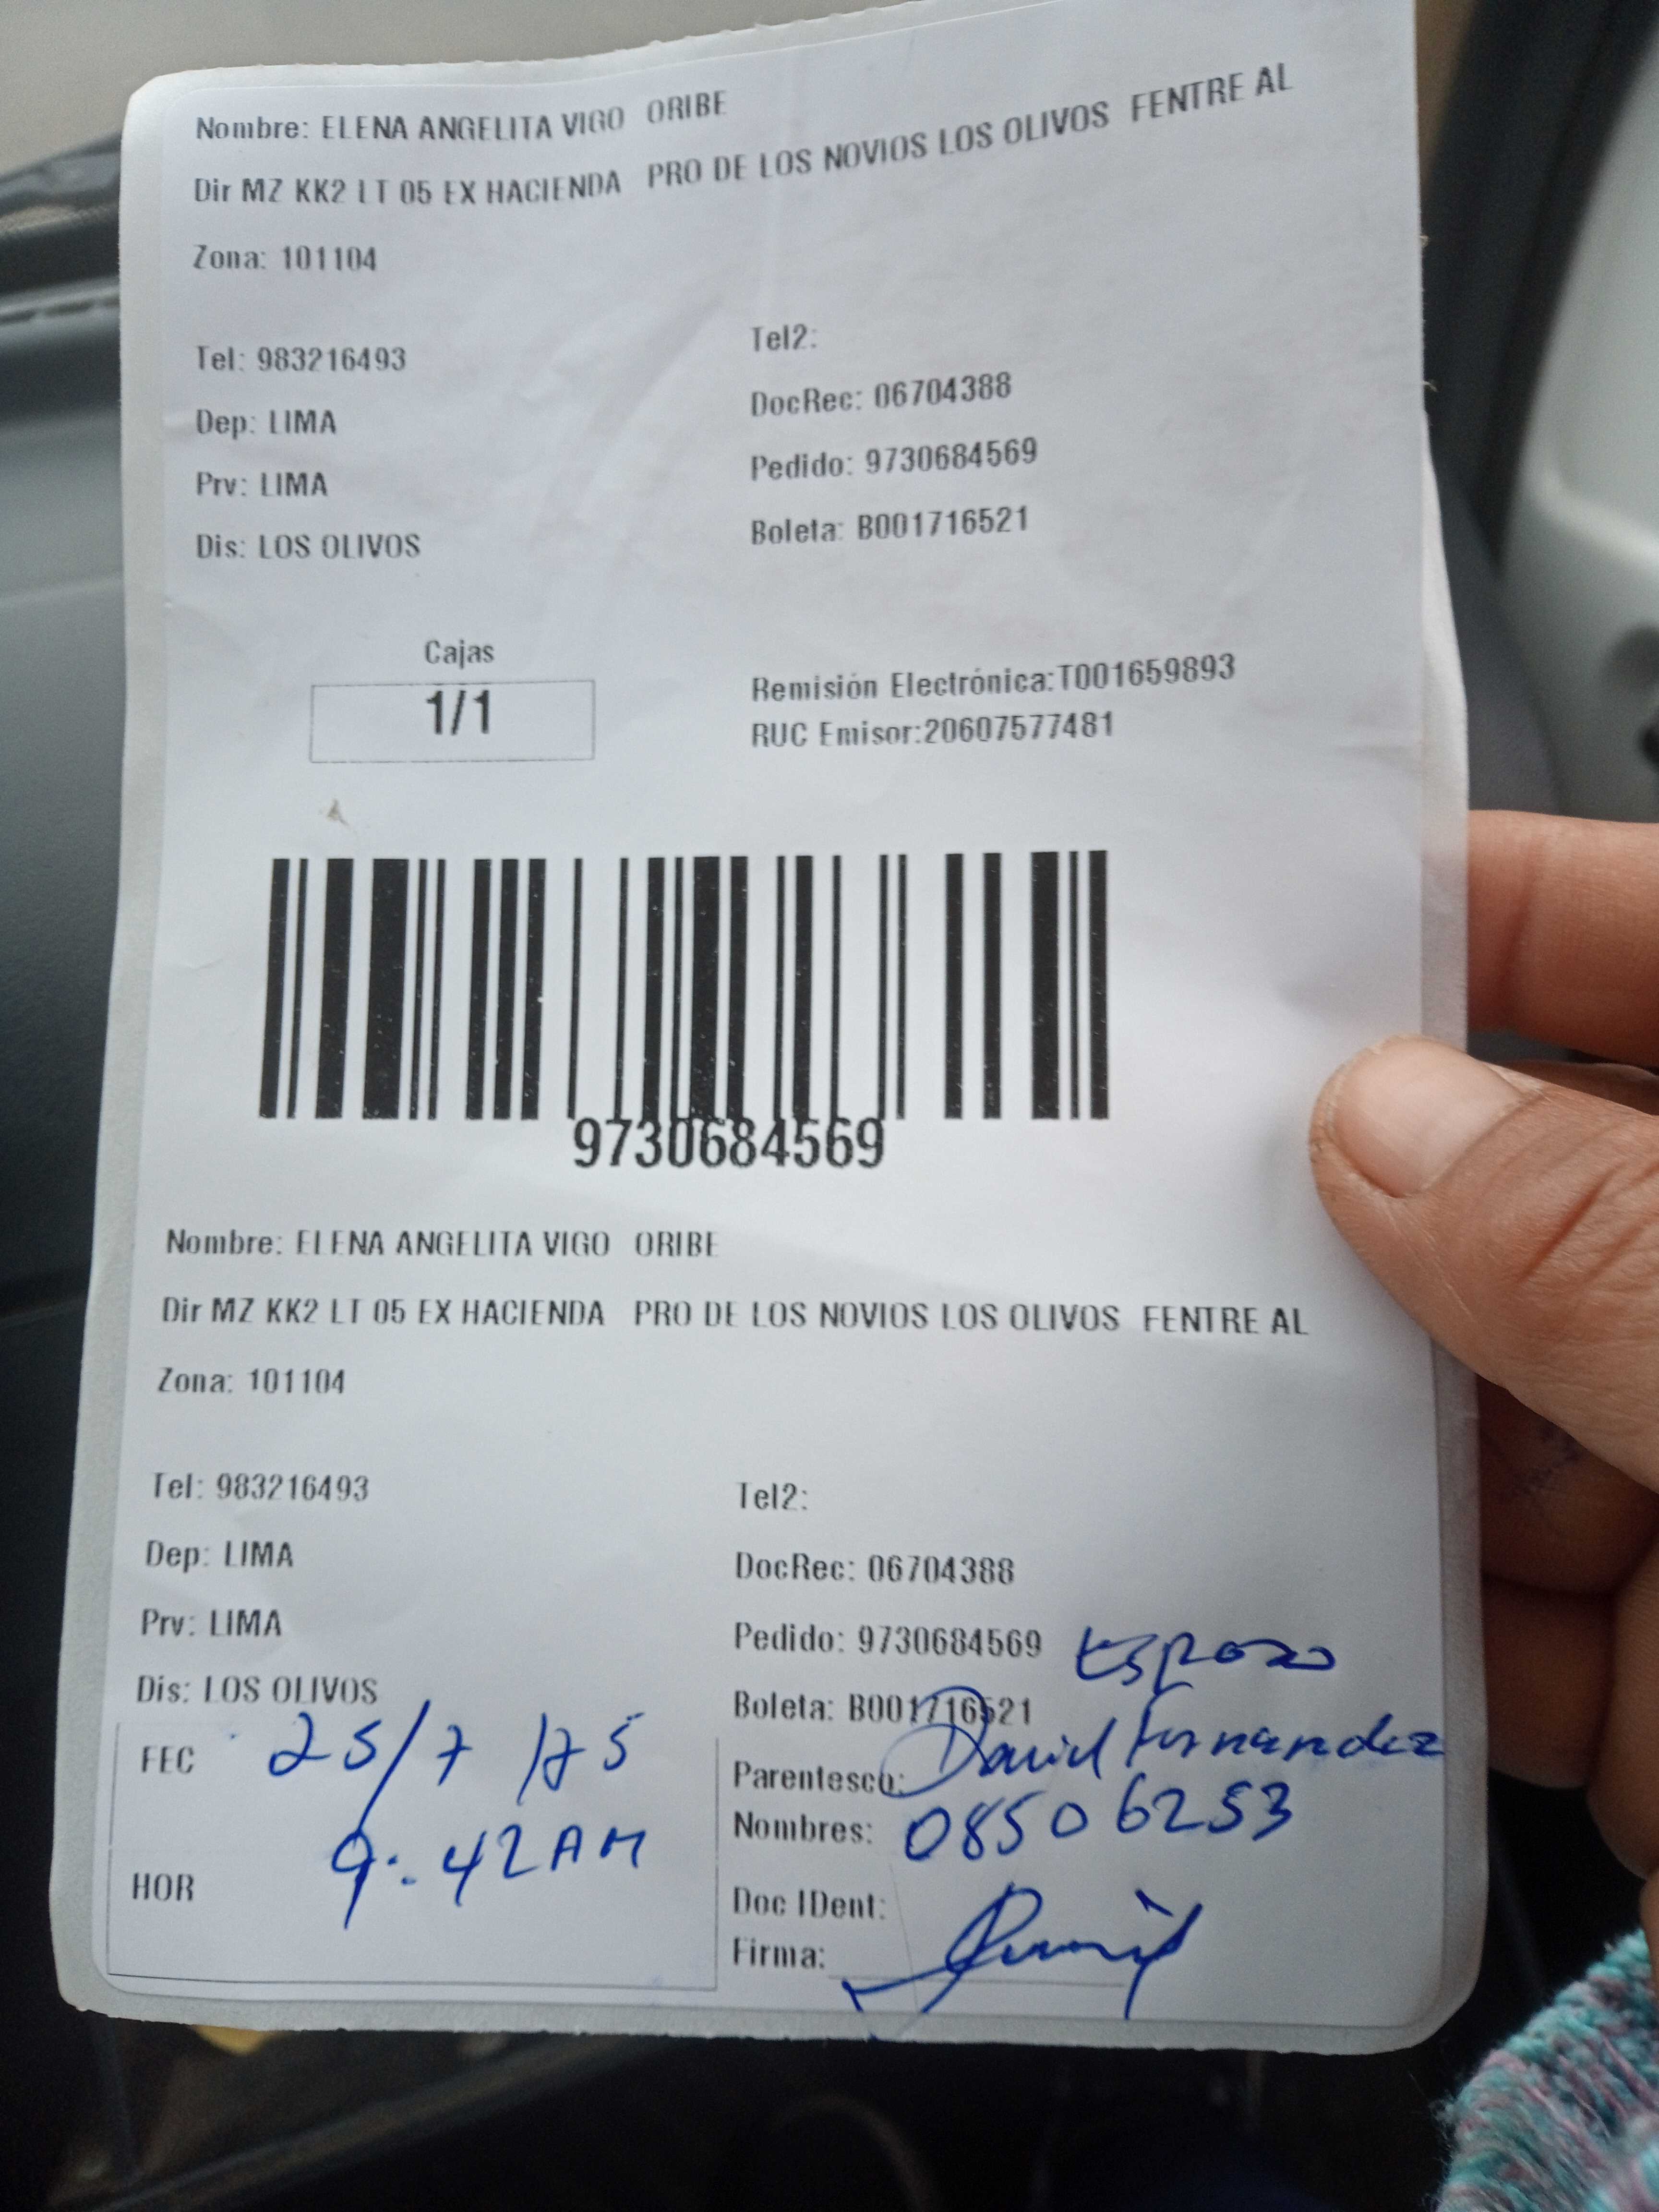 Nombre: ELENA ANGELITA VIGO ORIBE
Dir MZ KK2 LT 05 EX HACIENDA PRO DE LOS NOVIOS LOS OLIVOS FENTRE AL
Zona: 101104
Tel: 983216493
Tel2:
Dep: LIMA
DocRec: 06704388
Prv: LIMA
Pedido: 9730684569
Dis: LOS OLIVOS
Boleta: B001716521
Cajas
1/1
Remisión Electrónica:T001659893
RUC Emisor:20607577481
9730684569
Nombre: ELENA ANGELITA VIGO ORIBE
Dir MZ KK2 LT 05 EX HACIENDA PRO DE LOS NOVIOS LOS OLIVOS FENTRE AL
Zona: 101104
Tel: 983216493
Tel2:
Dep: LIMA
DocRec: 06704388
Prv: LIMA
Pedido: 9730684569 Esposo
Dis: LOS OLIVOS
Boleta: B001716521
FEC 25/7/25
Parentesco: David Fernandez
Nombres: 08506253
HOR 9:42AM
Doc IDent:
Firma: